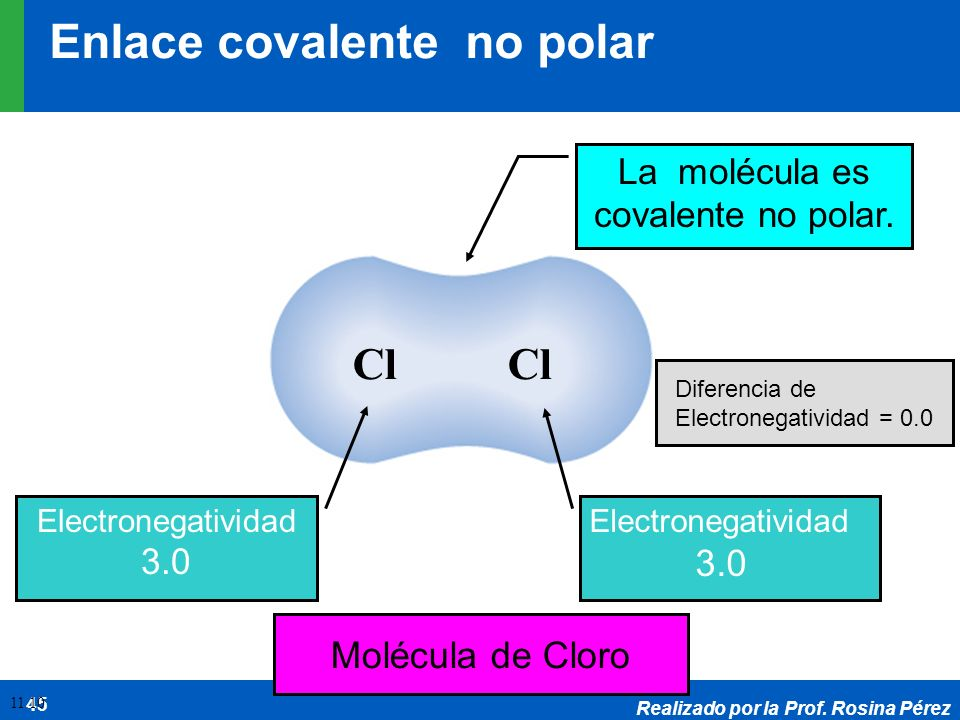 Enlace covalente  no polar
La  molécula es
covalente no polar.
Cl Cl
Diferencia de
Electronegatividad = 0.0
Electronegatividad
3.0
Electronegatividad
3.0
Molécula de Cloro
45
Realizado por la Prof. Rosina Pérez